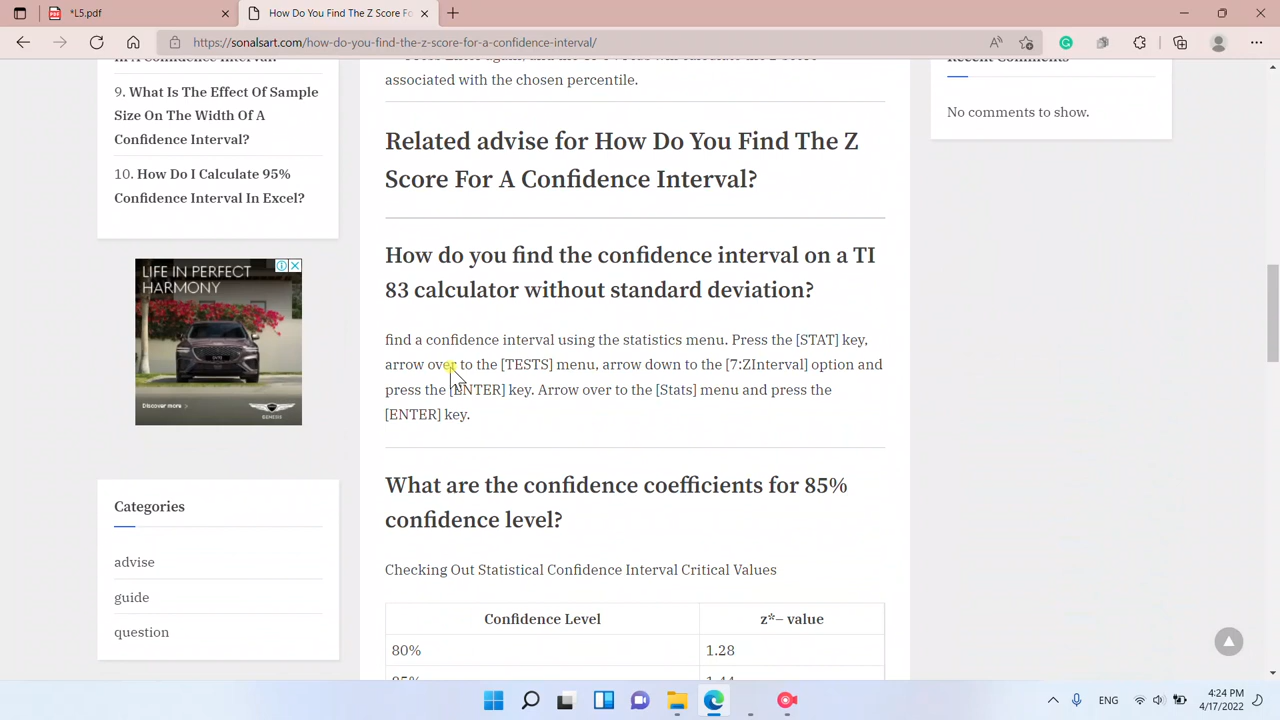 *L5.pdf
How Do You Find The Z Score Fo
https://sonalsart.com/how-do-you-find-the-z-score-for-a-confidence-interval/
9. What Is The Effect Of Sample
Size On The Width Of A
Confidence Interval?
10. How Do I Calculate 95%
Confidence Interval In Excel?
LIFE IN PERFECT
HARMONY
Discover more >
GENESIS
Categories
advise
guide
question
associated with the chosen percentile.
Related advise for How Do You Find The Z
Score For A Confidence Interval?
How do you find the confidence interval on a TI
83 calculator without standard deviation?
find a confidence interval using the statistics menu. Press the [STAT] key,
arrow over to the [TESTS] menu, arrow down to the [7:ZInterval] option and
press the [ENTER] key. Arrow over to the [Stats] menu and press the
[ENTER] key.
What are the confidence coefficients for 85%
confidence level?
Checking Out Statistical Confidence Interval Critical Values
Confidence Level z*– value
80% 1.28
Recent Comments
No comments to show.
ENG
4:24 PM
4/17/2022